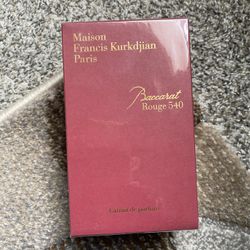 Maison
Francis Kurkdjian
Paris
Baccarat
Rouge 540
Extrait de parfum